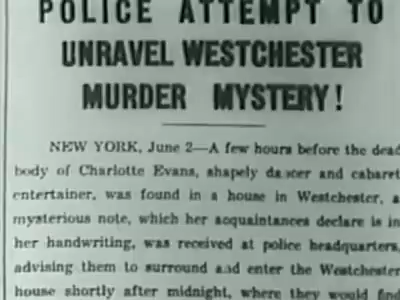 POLICE ATTEMPT TO
UNRAVEL WESTCHESTER
MURDER MYSTERY!
NEW YORK, June 2—A few hours before the dead
body of Charlotte Evans, shapely dancer and cabaret
entertainer, was found in a house in Westchester, a
mysterious note, which her acquaintances declare is in
her handwriting, was received at police headquarters,
advising them to surround and enter the Westchester
house shortly after midnight, where they would find